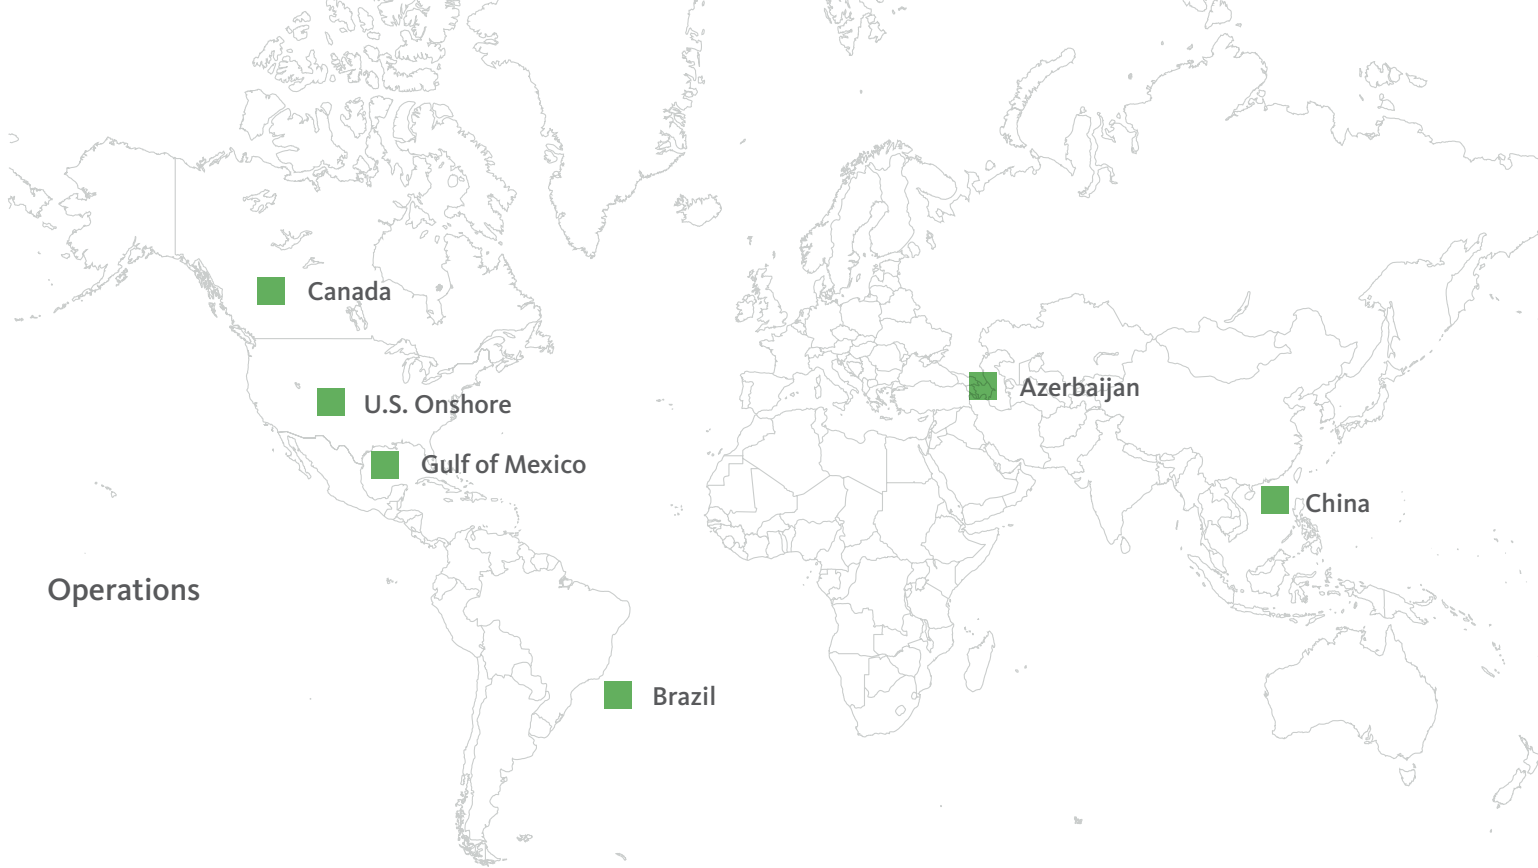 Canada
U.S. Onshore
Azerbaijan
Gulf of Mexico
China
Operations
Brazil